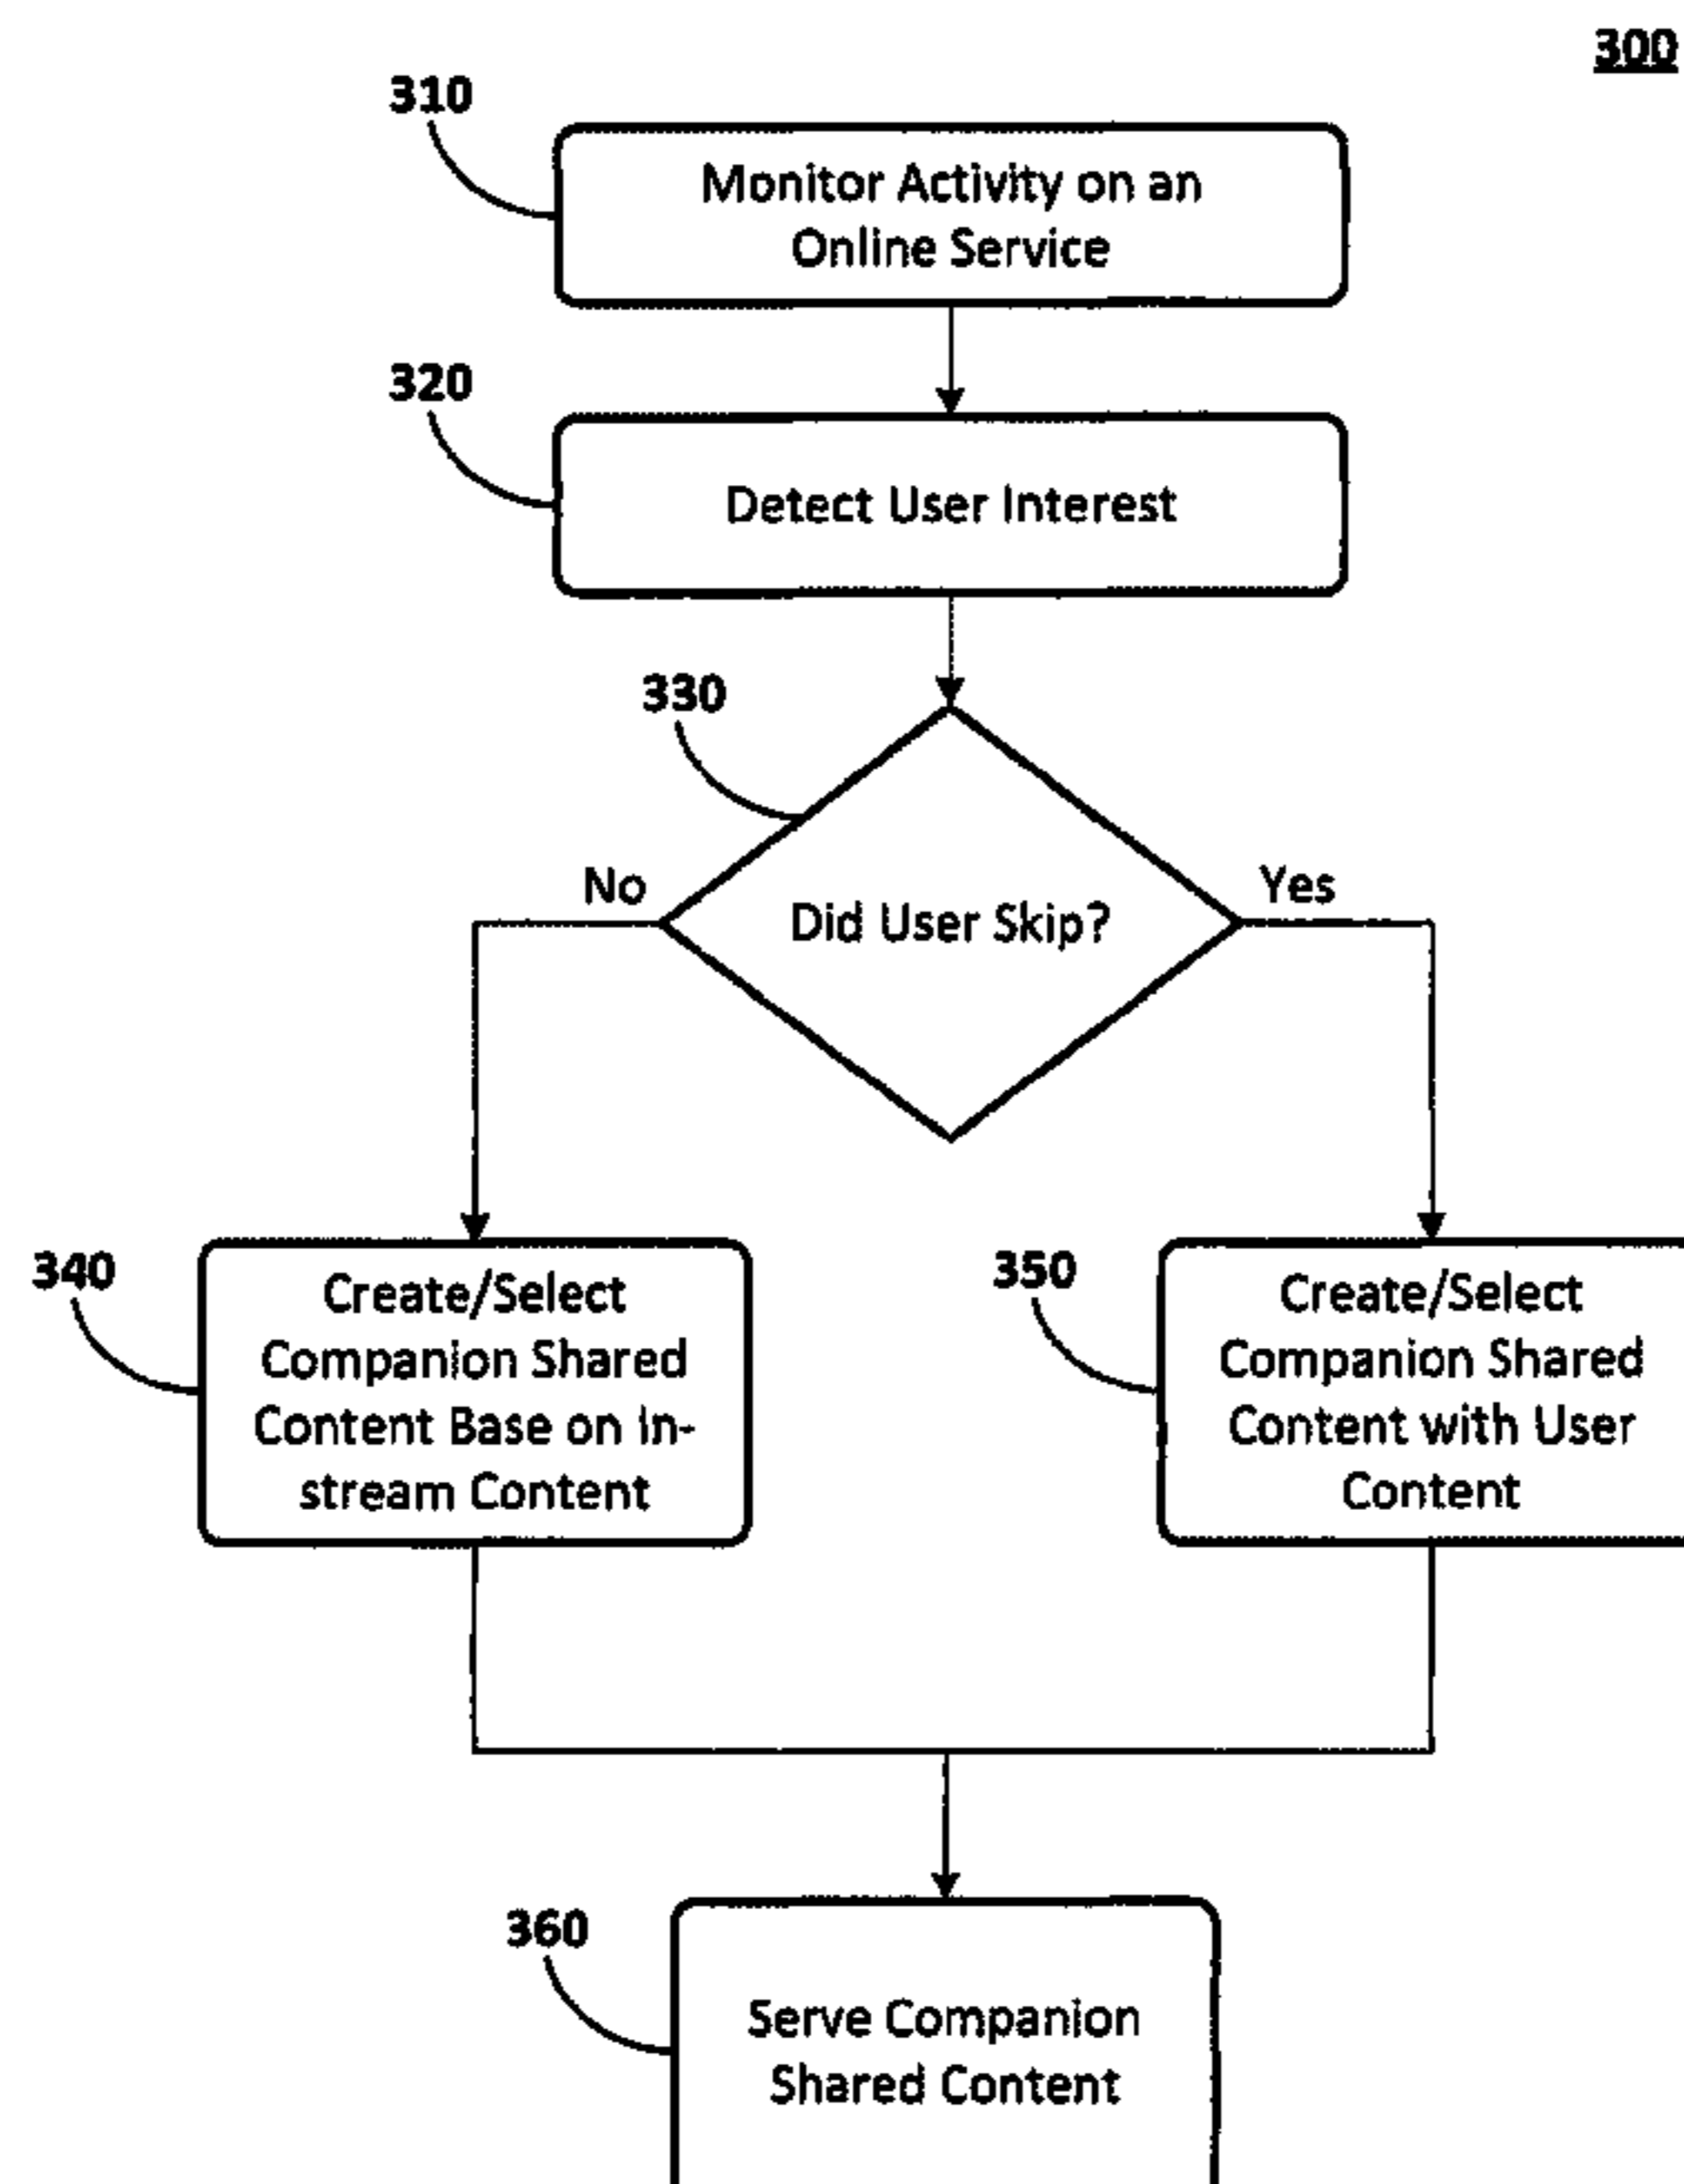 300
310
Monitor Activity on an
Online Service
320
Detect User Interest
330
No
Yes
Did User Skip?
340
Create/Select
Companion Shared
Content Base on In-
stream Content
350
Create/Select
Companion Shared
Content with User
Content
360
Serve Companion
Shared Content